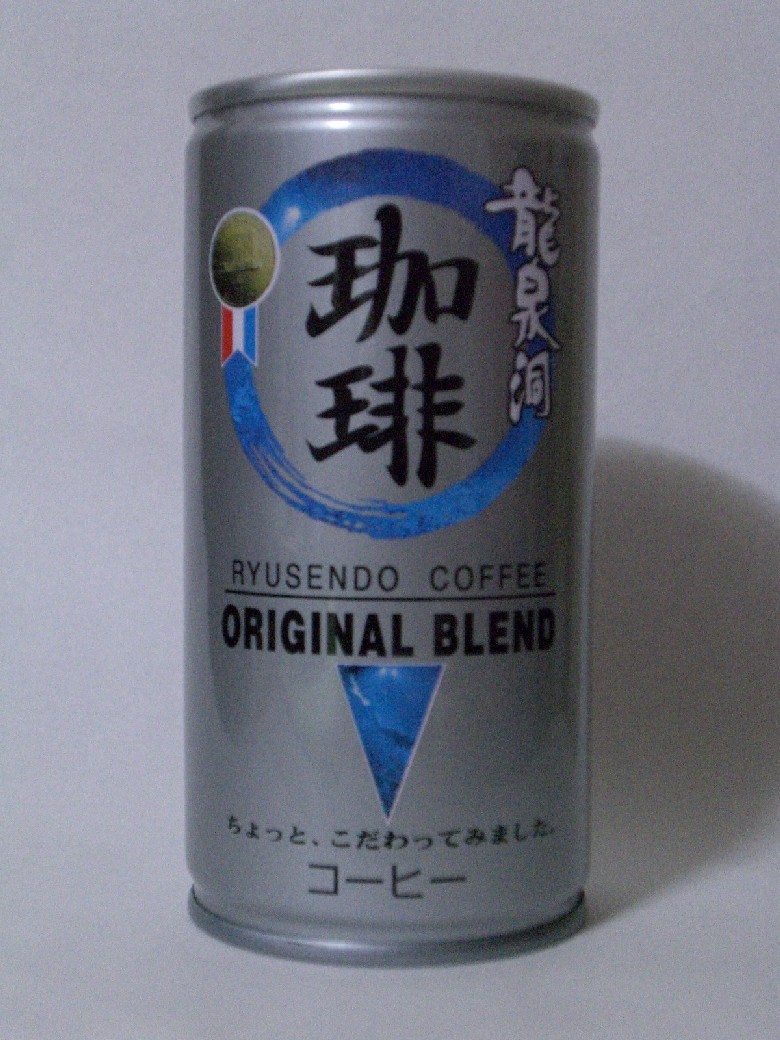 龍泉洞
珈琲
RYUSENDO COFFEE
ORIGINAL BLEND
ちょっと、こだわってみました。
コーヒー